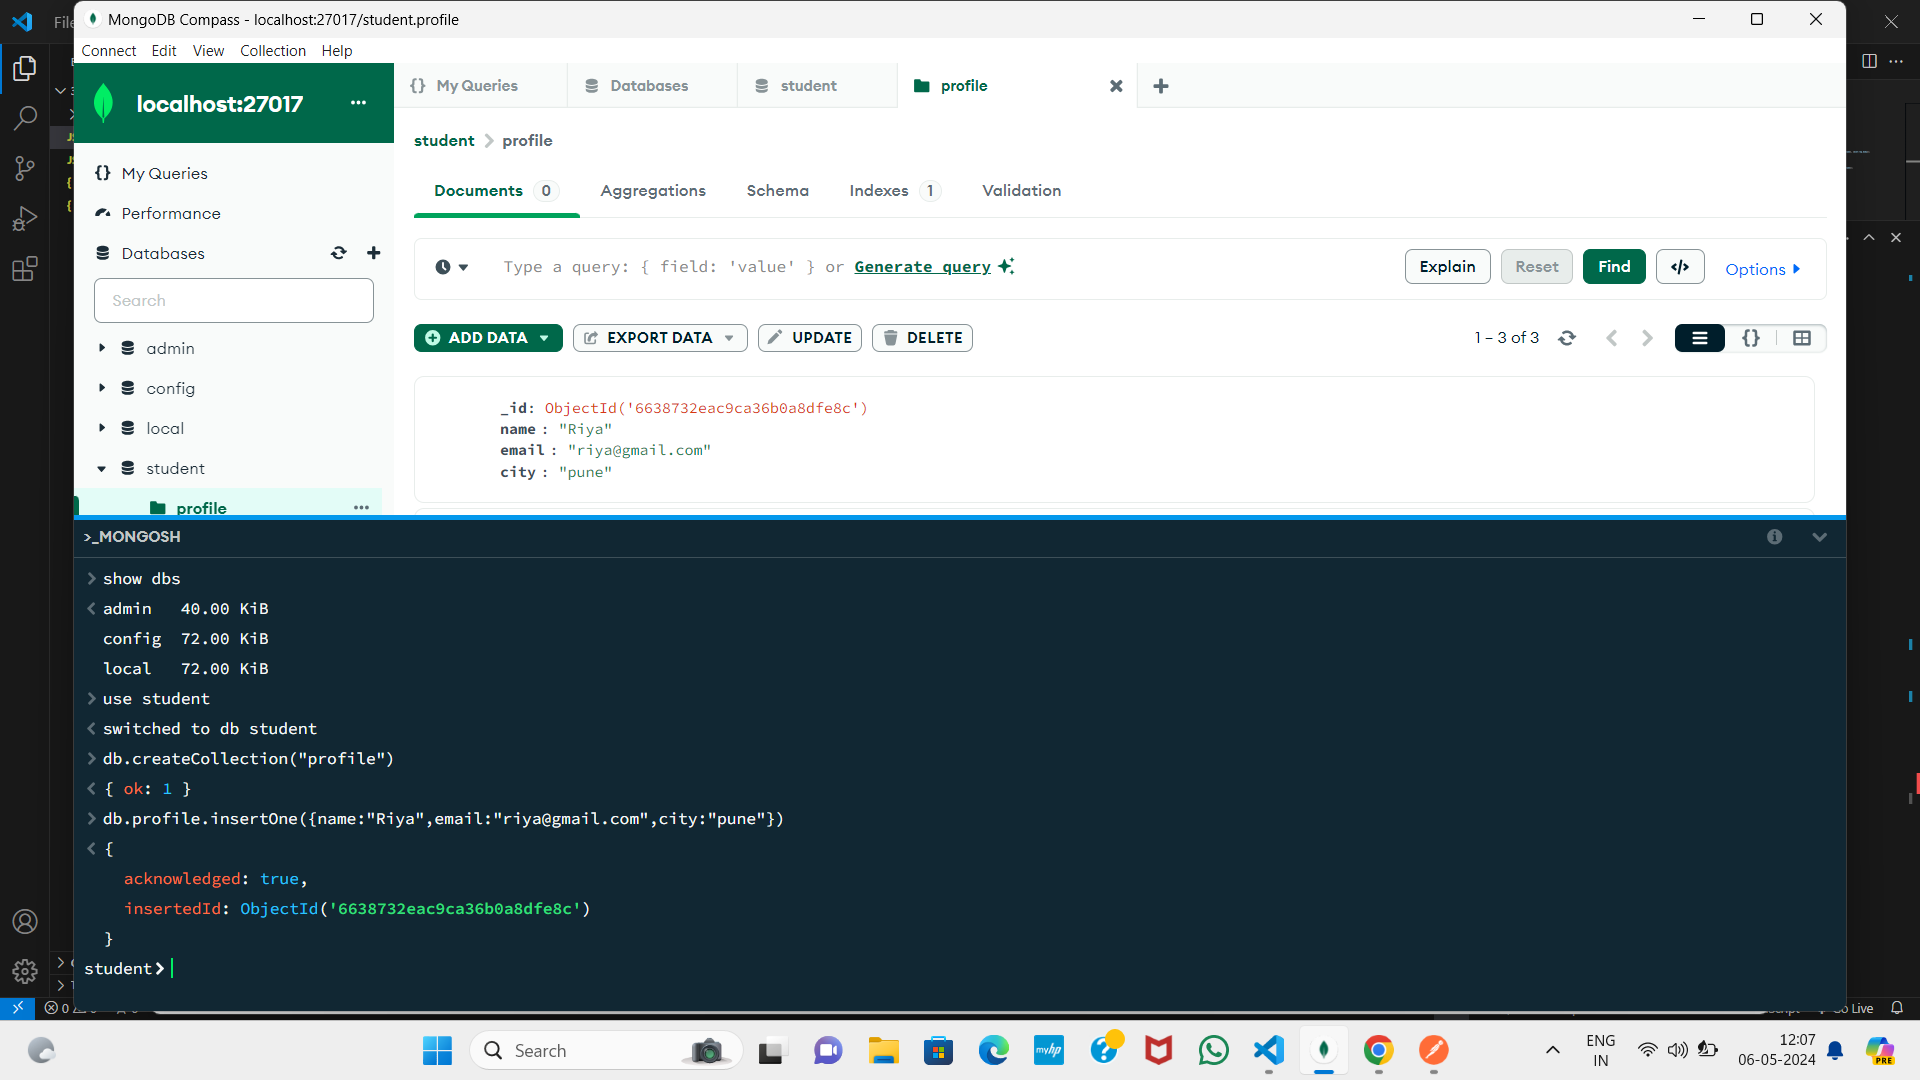 File
MongoDB Compass - localhost:27017/student.profile
Connect Edit View Collection Help
localhost:27017 ...
{} My Queries
Databases
student
profile
student > profile
My Queries
Performance
Databases
Search
admin
config
local
student
profile ...
Documents 0 Aggregations Schema Indexes 1 Validation
Type a query: { field: 'value' } or Generate query
Explain Reset Find </> Options
ADD DATA EXPORT DATA UPDATE DELETE
1 – 3 of 3 {}
_id: ObjectId('6638732eac9ca36b0a8dfe8c')
name : "Riya"
email : "riya@gmail.com"
city : "pune"
>_MONGOSH
> show dbs
< admin 40.00 KiB
config 72.00 KiB
local 72.00 KiB
> use student
< switched to db student
> db.createCollection("profile")
< { ok: 1 }
> db.profile.insertOne({name:"Riya",email:"riya@gmail.com",city:"pune"})
< {
acknowledged: true,
insertedId: ObjectId('6638732eac9ca36b0a8dfe8c')
}
student>
0
Live
Search
myhp
PRE
ENG
IN
12:07
06-05-2024